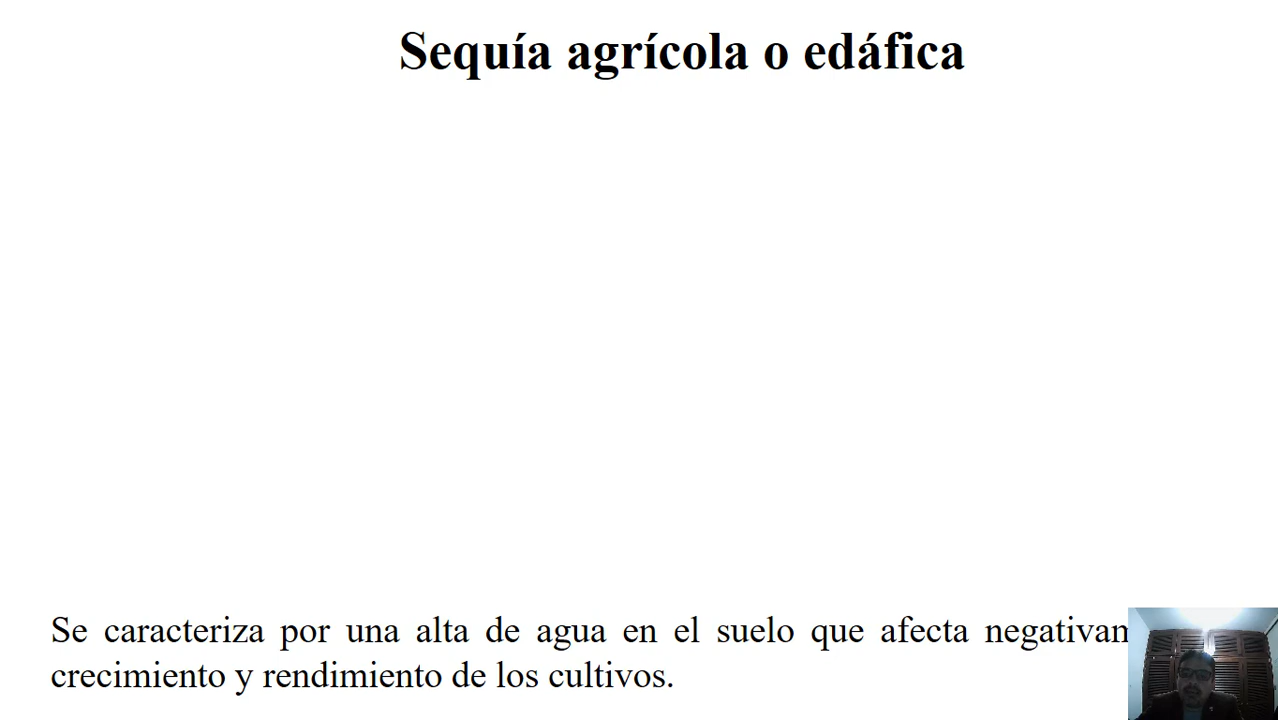 Sequía agrícola o edáfica
Se caracteriza por una alta de agua en el suelo que afecta
crecimiento y rendimiento de los cultivos.